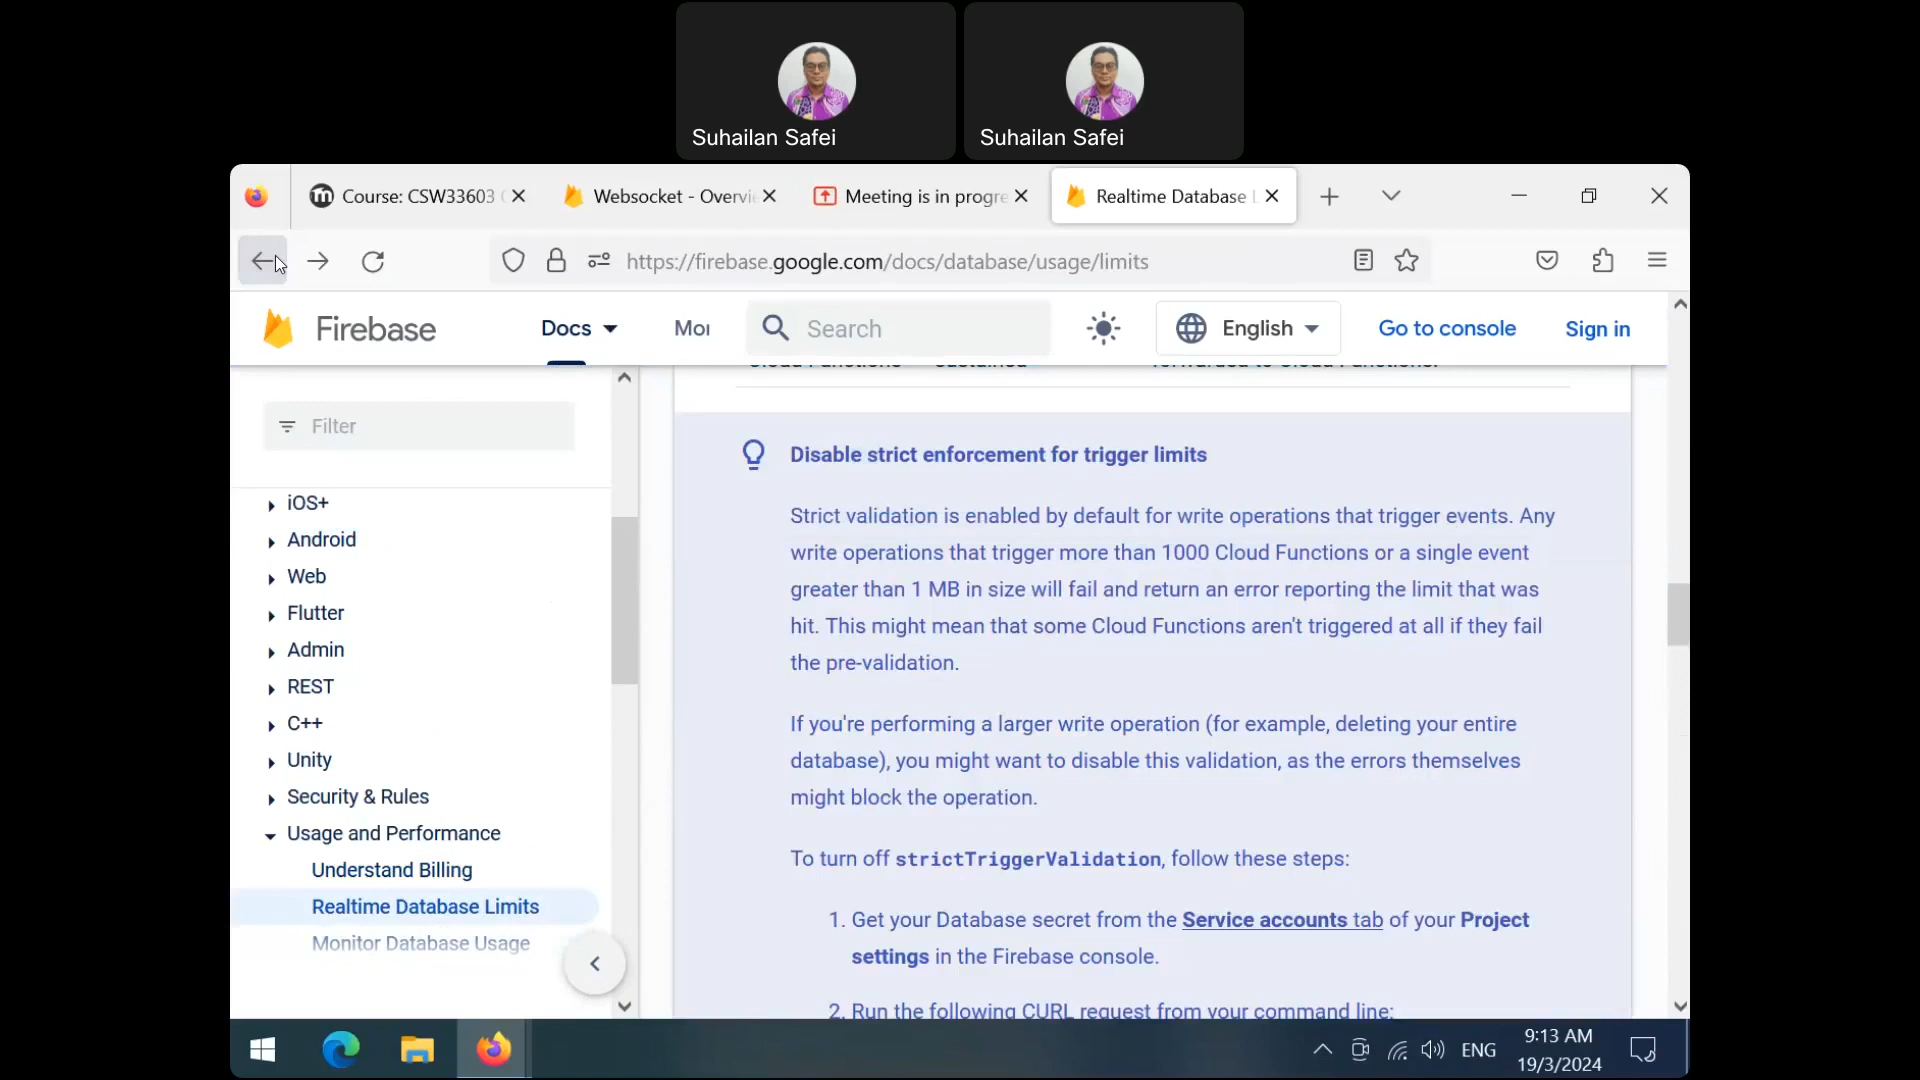 Suhailan Safei
Suhailan Safei
Course: CSW33603
Websocket - Overvi
Meeting is in progre
Realtime Database
https://firebase.google.com/docs/database/usage/limits
Firebase
Docs
Mor
Search
English
Go to console
Sign in
Filter
iOS+
Android
Web
Flutter
Admin
REST
C++
Unity
Security & Rules
Usage and Performance
Understand Billing
Realtime Database Limits
Monitor Database Usage
Cloud Functions sustained forwarded to Cloud Functions.
Disable strict enforcement for trigger limits
Strict validation is enabled by default for write operations that trigger events. Any
write operations that trigger more than 1000 Cloud Functions or a single event
greater than 1 MB in size will fail and return an error reporting the limit that was
hit. This might mean that some Cloud Functions aren't triggered at all if they fail
the pre-validation.
If you're performing a larger write operation (for example, deleting your entire
database), you might want to disable this validation, as the errors themselves
might block the operation.
To turn off strictTriggerValidation, follow these steps:
1. Get your Database secret from the Service accounts tab of your Project
settings in the Firebase console.
2. Run the following CURL request from your command line:
ENG
9:13 AM
19/3/2024